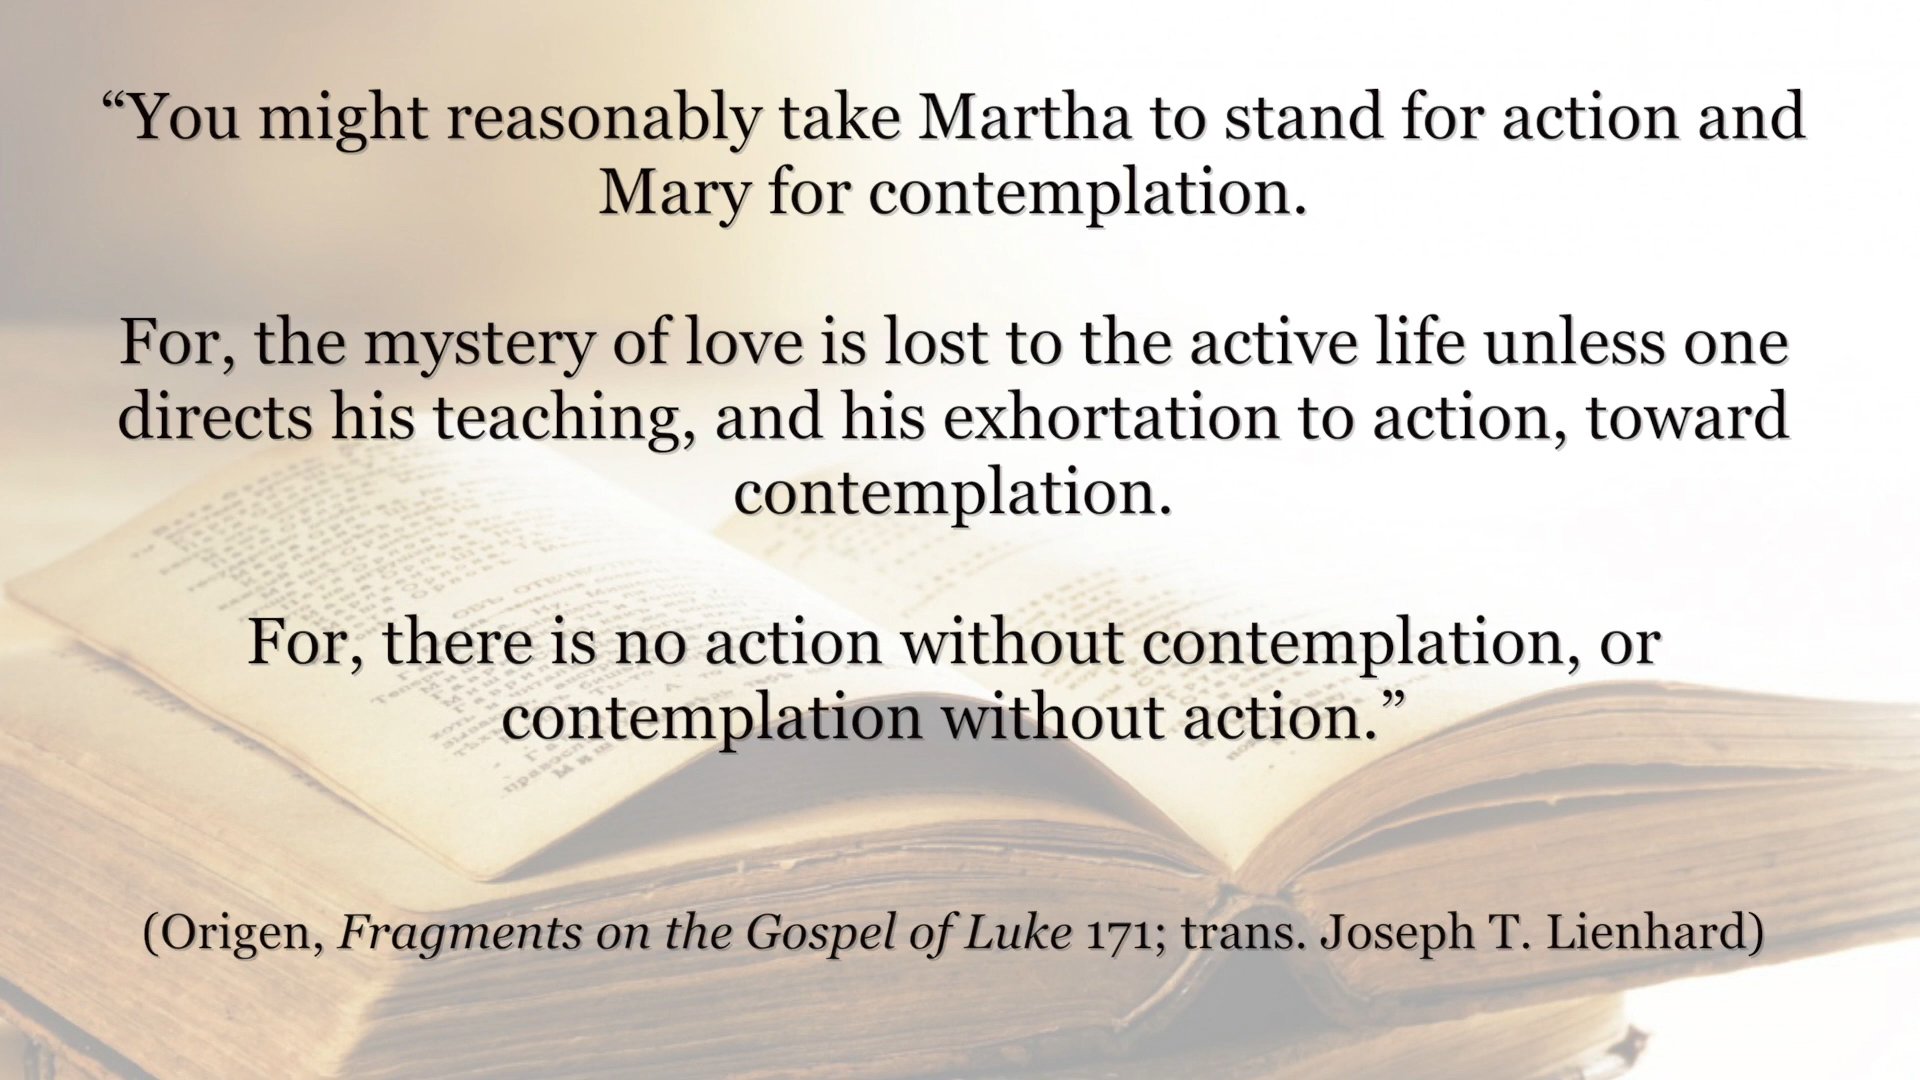 “You might reasonably take Martha to stand for action and
Mary for contemplation.
For, the mystery of love is lost to the active life unless one
directs his teaching, and his exhortation to action, toward
contemplation.
For, there is no action without contemplation, or
contemplation without action.”
(Origen, Fragments on the Gospel of Luke 171; trans. Joseph T. Lienhard)